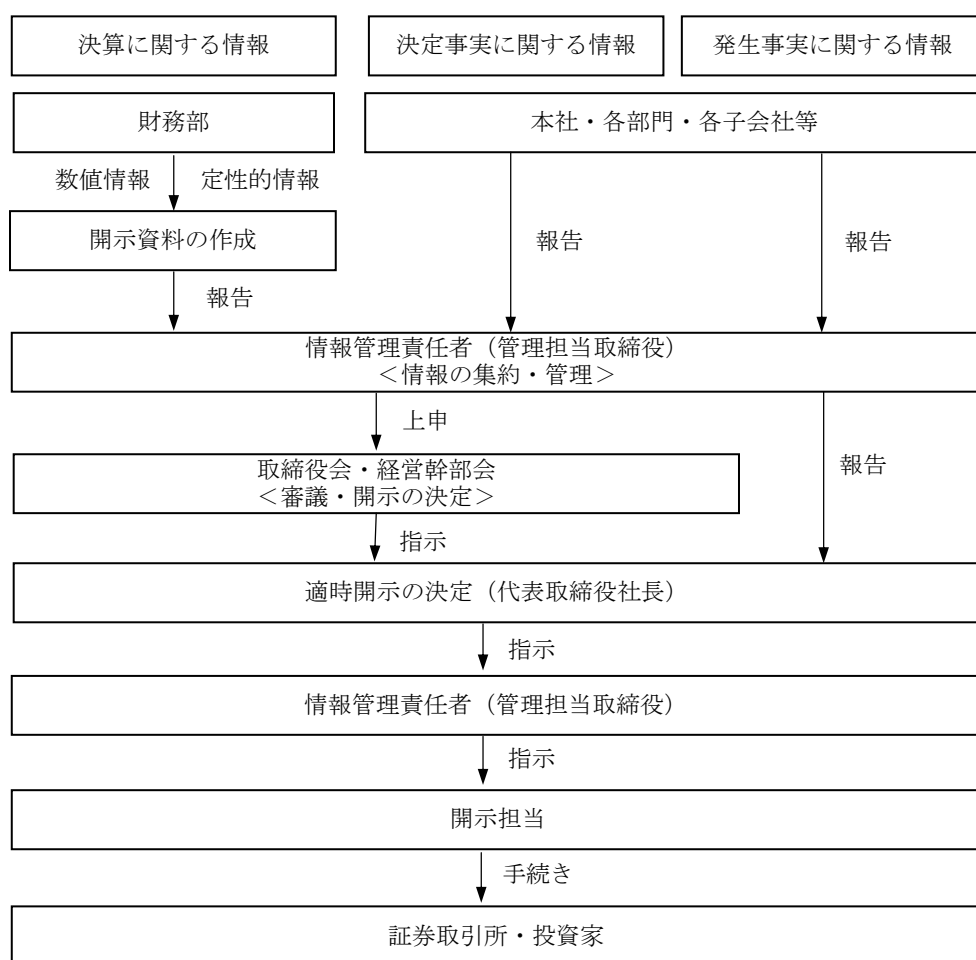 決算に関する情報
決定事実に関する情報
発生事実に関する情報
財務部
本社・各部門・各子会社等
数値情報
定性的情報
開示資料の作成
報告
報告
報告
情報管理責任者（管理担当取締役）
＜情報の集約・管理＞
上申
取締役会・経営幹部会
＜審議・開示の決定＞
報告
指示
適時開示の決定（代表取締役社長）
指示
情報管理責任者（管理担当取締役）
指示
開示担当
手続き
証券取引所・投資家